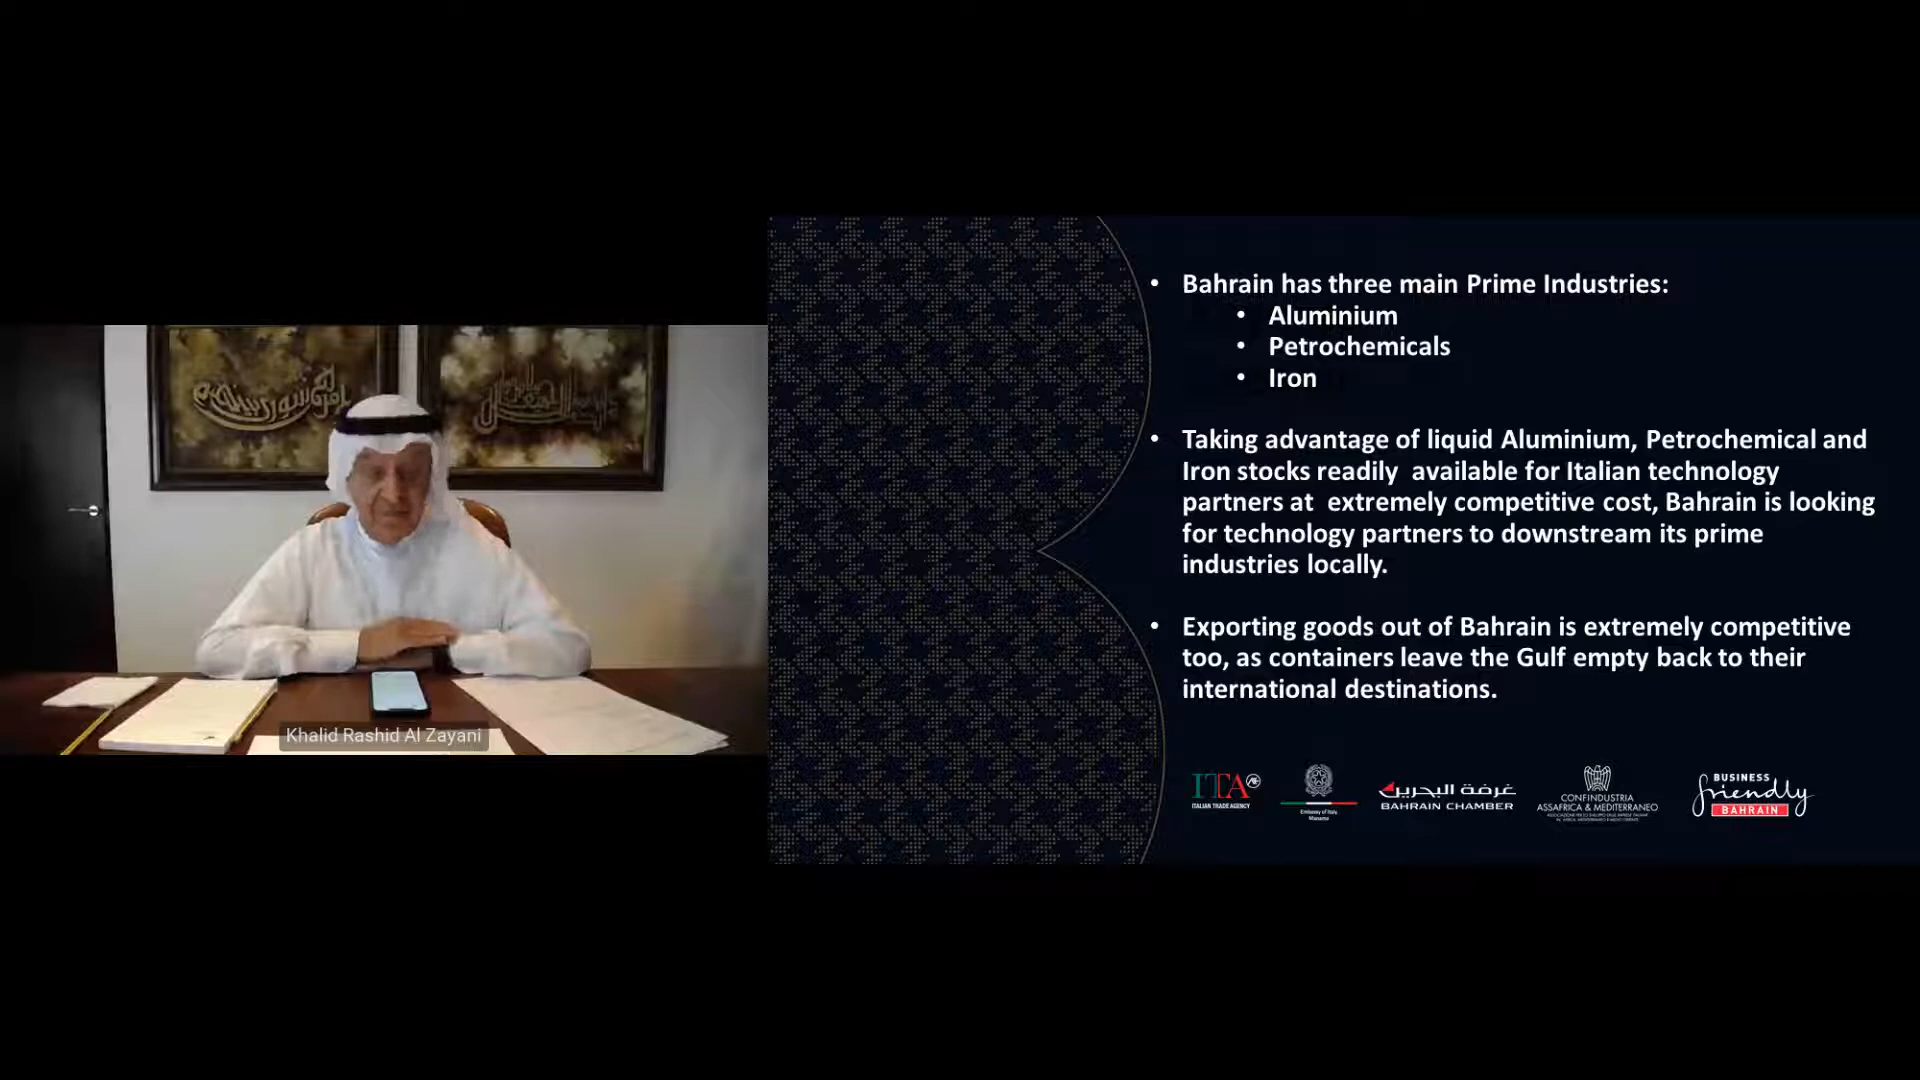 Khalid Rashid Al Zayani
• Bahrain has three main Prime Industries:
• Aluminium
• Petrochemicals
• Iron
• Taking advantage of liquid Aluminium, Petrochemical and
Iron stocks readily available for Italian technology
partners at extremely competitive cost, Bahrain is looking
for technology partners to downstream its prime
industries locally.
• Exporting goods out of Bahrain is extremely competitive
too, as containers leave the Gulf empty back to their
international destinations.
ITA
ITALIAN TRADE AGENCY
Embassy of Italy
Manama
غرفة البحرين
BAHRAIN CHAMBER
CONFINDUSTRIA
ASSAFRICA & MEDITERRANEO
BUSINESS
friendly
BAHRAIN